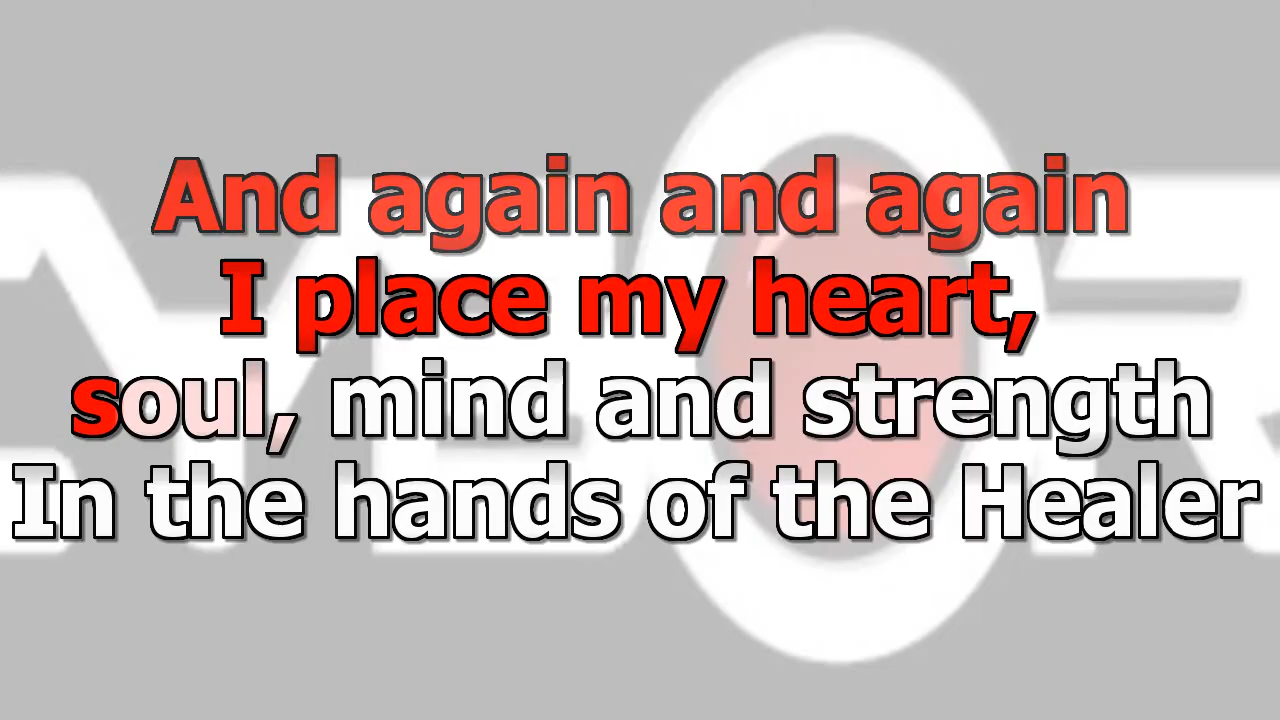 And again and again
I place my heart,
soul, mind and strength
In the hands of the Healer